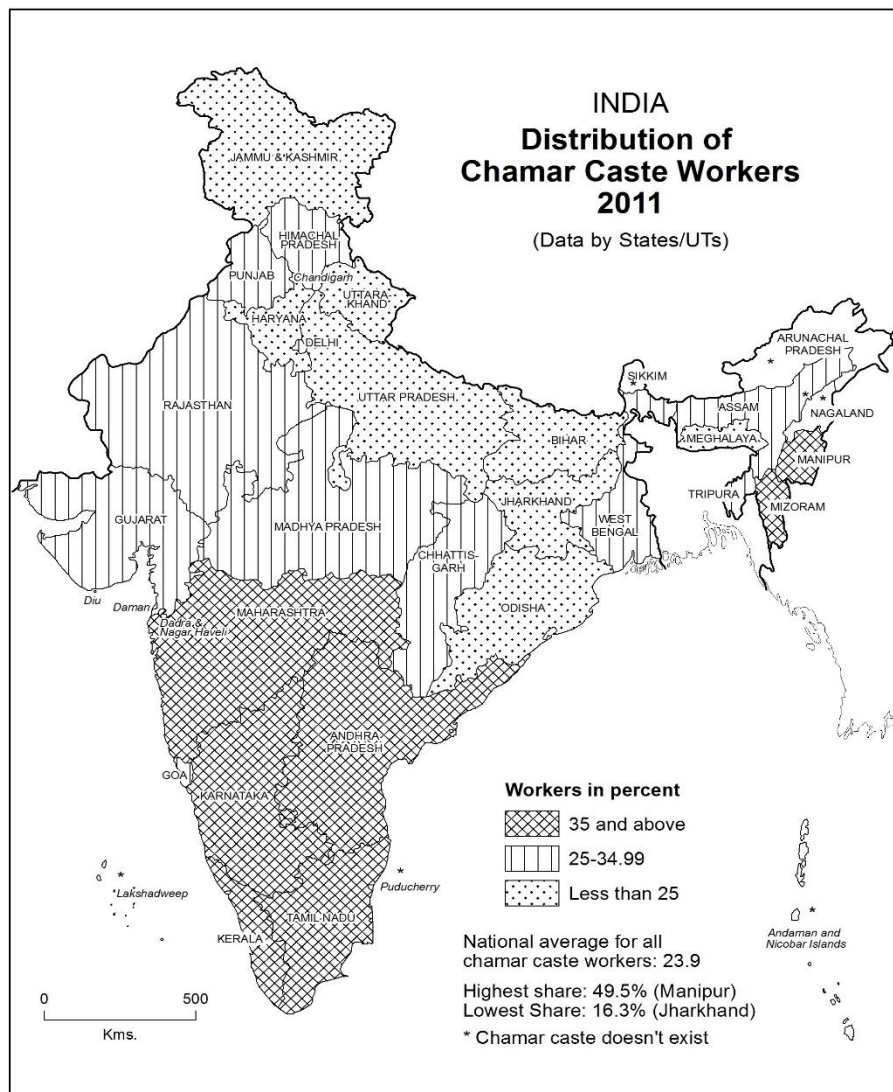 INDIA
Distribution of
Chamar Caste Workers
2011
(Data by States/UTs)
JAMMU & KASHMIR
HIMACHAL
PRADESH
PUNJAB
Chandigarh
UTTARA-
KHAND
HARYANA
DELHI
ARUNACHAL
PRADESH
*
SIKKIM
*
RAJASTHAN
UTTAR PRADESH
ASSAM
* *
NAGALAND
BIHAR
MEGHALAYA
MANIPUR
JHARKHAND
TRIPURA
MIZORAM
GUJARAT
MADHYA PRADESH
WEST
BENGAL
CHHATTIS-
GARH
Diu
Daman
Dadra &
Nagar Haveli
MAHARASHTRA
ODISHA
ANDHRA
PRADESH
GOA
KARNATAKA
*
Lakshadweep
*
Puducherry
KERALA
TAMIL NADU
Workers in percent
35 and above
25-34.99
Less than 25
*
Andaman and
Nicobar Islands
National average for all
chamar caste workers: 23.9
Highest share: 49.5% (Manipur)
Lowest Share: 16.3% (Jharkhand)
* Chamar caste doesn't exist
0 500
Kms.